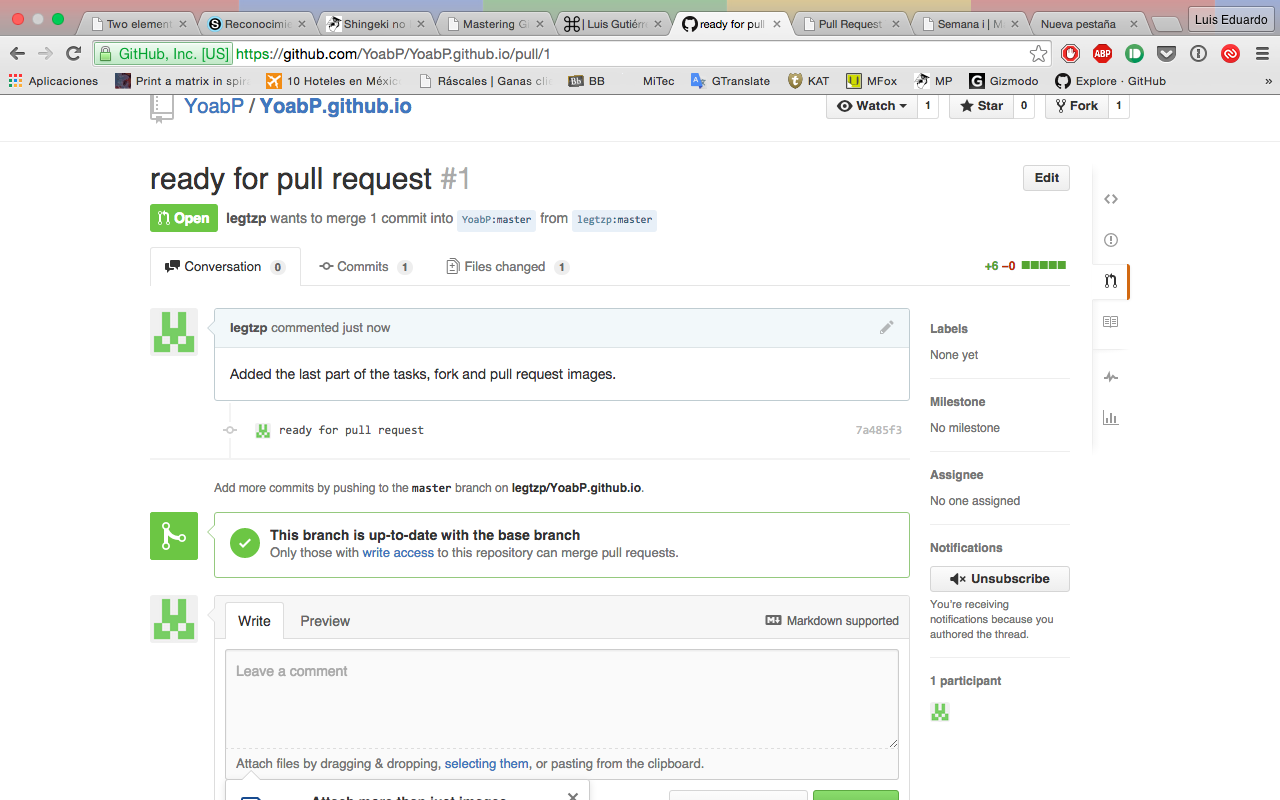 Two element
Reconocimie
Shingeki no
Mastering Gi
| Luis Gutiérr
ready for pull
Pull Request
Semana i | M
Nueva pestaña
Luis Eduardo
GitHub, Inc. [US] https://github.com/YoabP/YoabP.github.io/pull/1
ABP
Aplicaciones Print a matrix in spira 10 Hoteles en Méxic Ráscales | Ganas clic BB MiTec GTranslate KAT MFox MP Gizmodo Explore · GitHub »
YoabP / YoabP.github.io
Watch 1 Star 0 Fork 1
ready for pull request #1
Edit
Open legtzp wants to merge 1 commit into YoabP:master from legtzp:master
Conversation 0 Commits 1 Files changed 1 +6 −0
legtzp commented just now
Added the last part of the tasks, fork and pull request images.
ready for pull request 7a485f3
Add more commits by pushing to the master branch on legtzp/YoabP.github.io.
This branch is up-to-date with the base branch
Only those with write access to this repository can merge pull requests.
Write Preview Markdown supported
Leave a comment
Attach files by dragging & dropping, selecting them, or pasting from the clipboard.
Attach more than just images
Labels
None yet
Milestone
No milestone
Assignee
No one assigned
Notifications
Unsubscribe
You're receiving
notifications because you
authored the thread.
1 participant